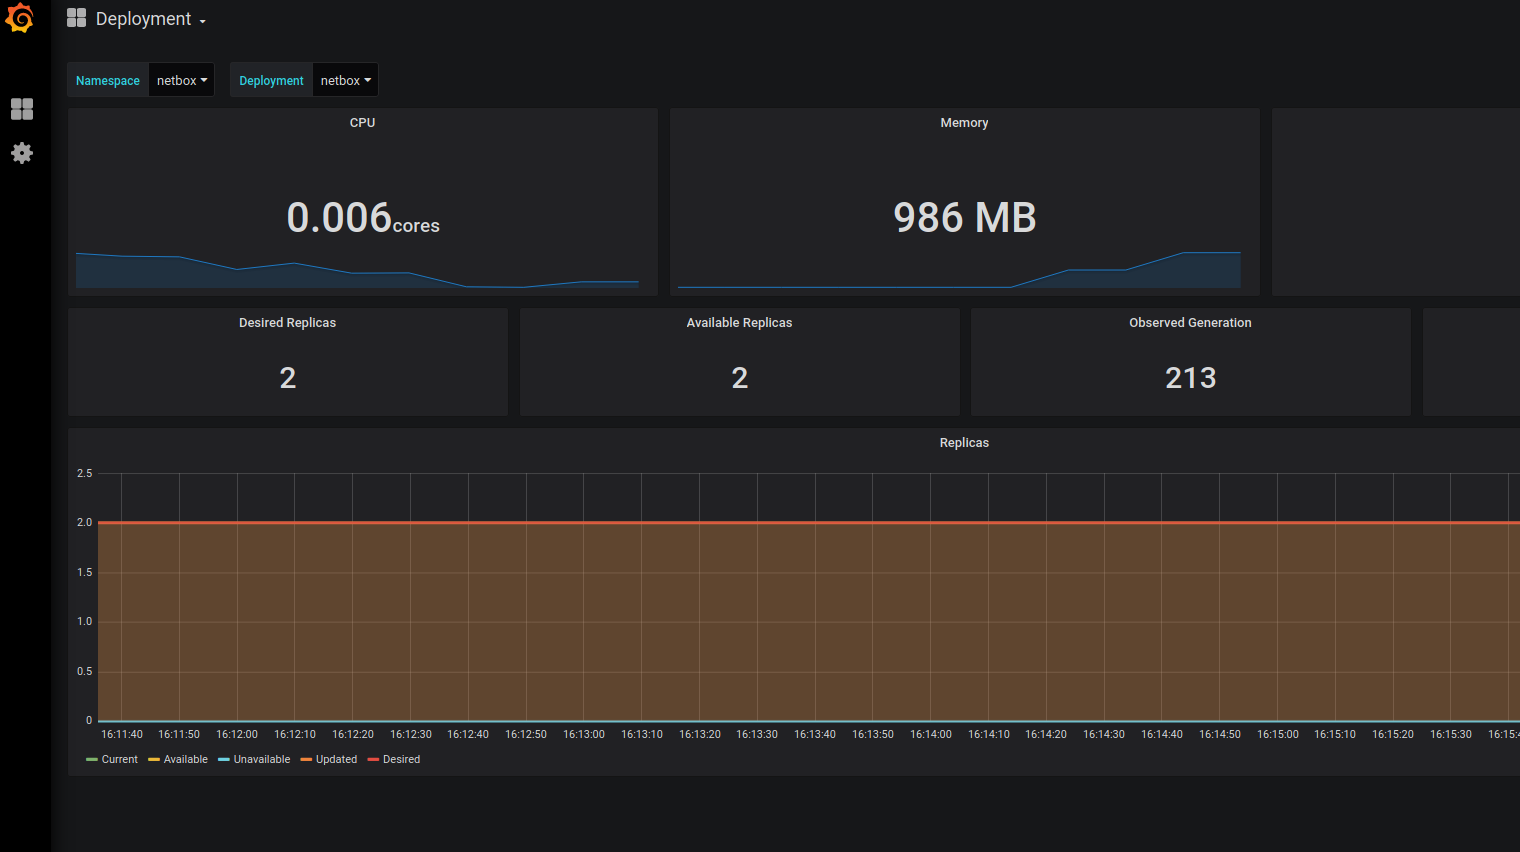 Deployment
Namespace netbox Deployment netbox
CPU
0.006cores
Memory
986 MB
Desired Replicas
2
Available Replicas
2
Observed Generation
213
Replicas
2.5
2.0
1.5
1.0
0.5
0
16:11:40 16:11:50 16:12:00 16:12:10 16:12:20 16:12:30 16:12:40 16:12:50 16:13:00 16:13:10 16:13:20 16:13:30 16:13:40 16:13:50 16:14:00 16:14:10 16:14:20 16:14:30 16:14:40 16:14:50 16:15:00 16:15:10 16:15:20 16:15:30
Current Available Unavailable Updated Desired